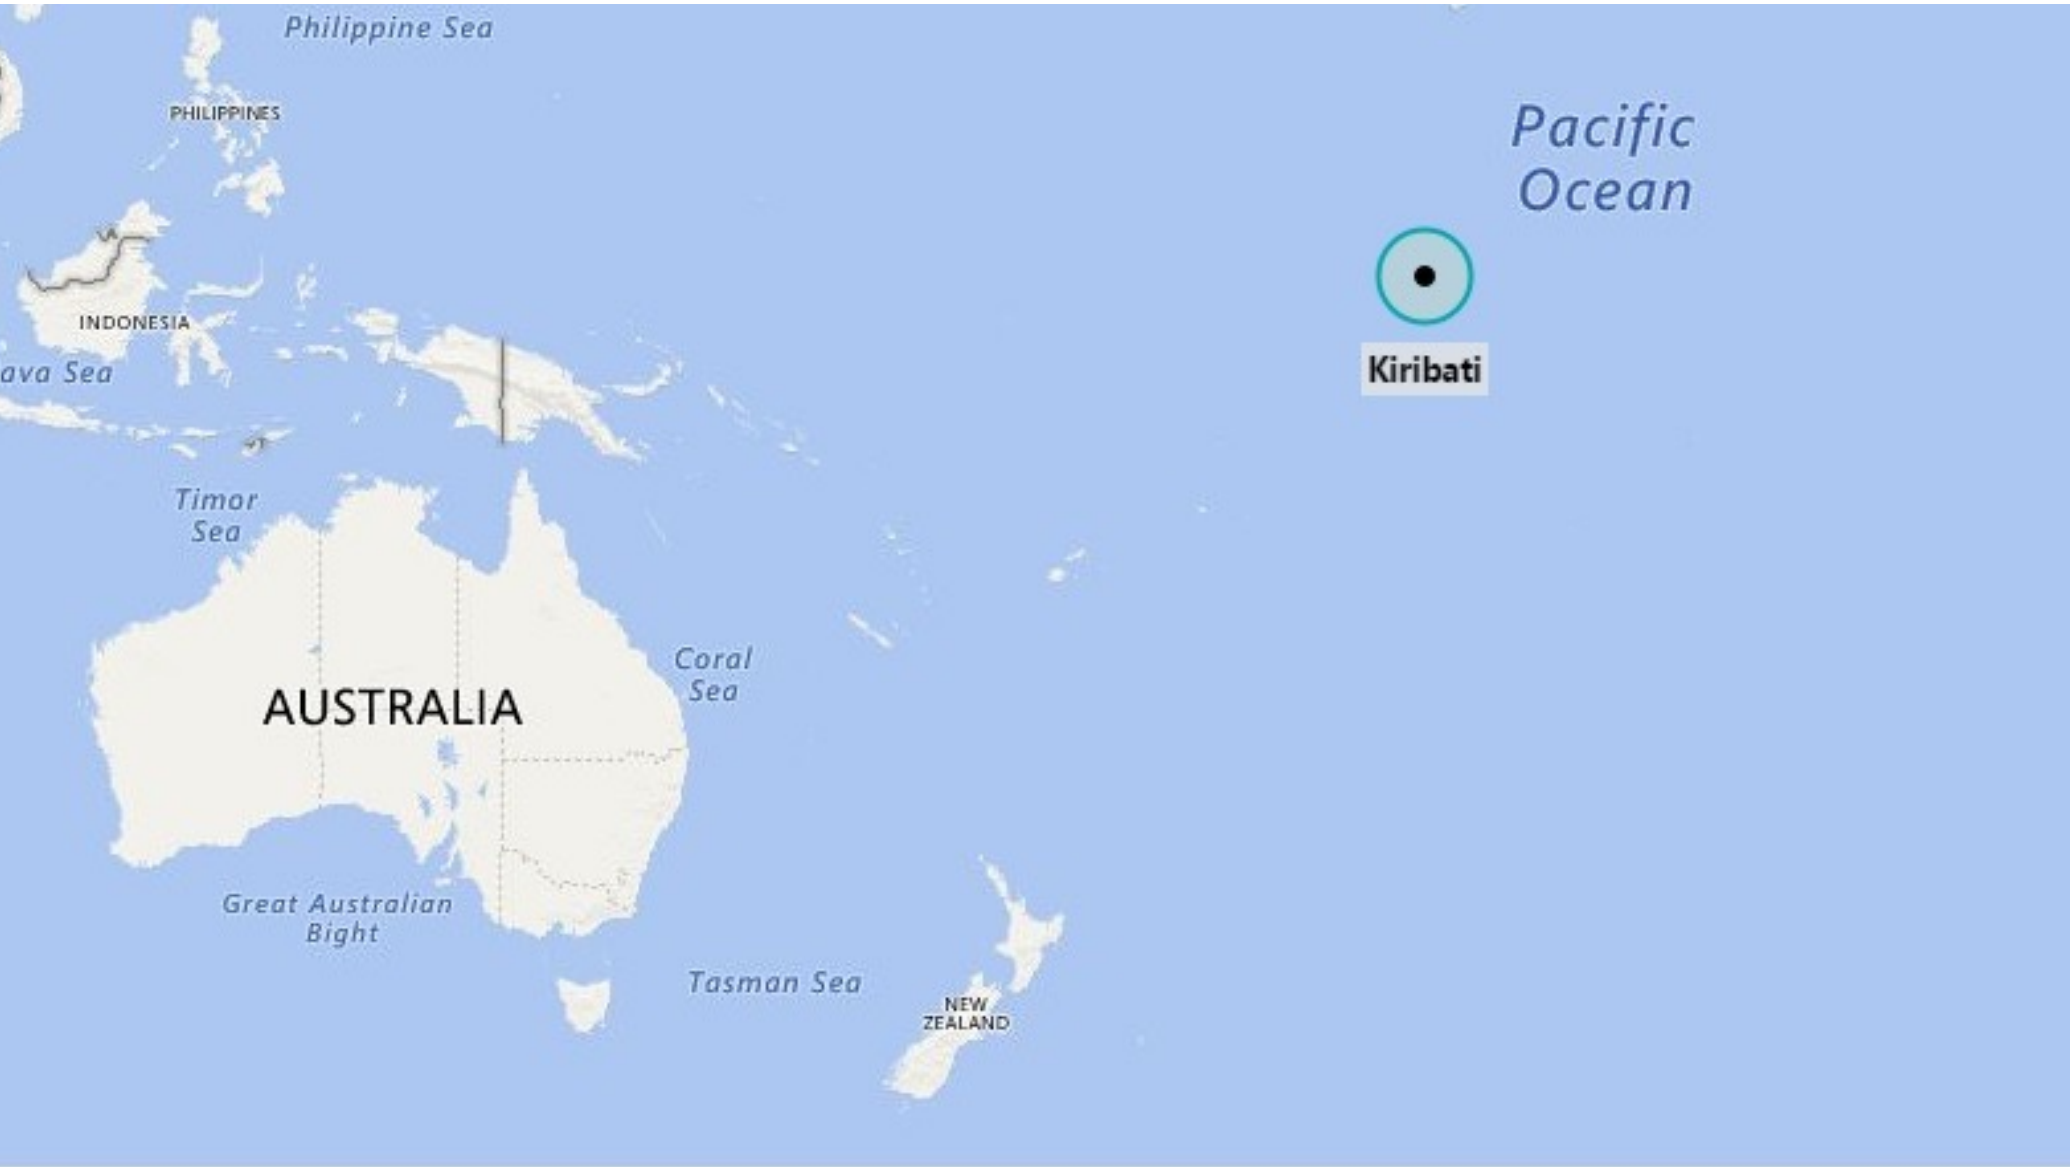 Philippine Sea
PHILIPPINES
Pacific
Ocean
INDONESIA
ava Sea
Kiribati
Timor
Sea
Coral
Sea
AUSTRALIA
Great Australian
Bight
Tasman Sea
NEW
ZEALAND